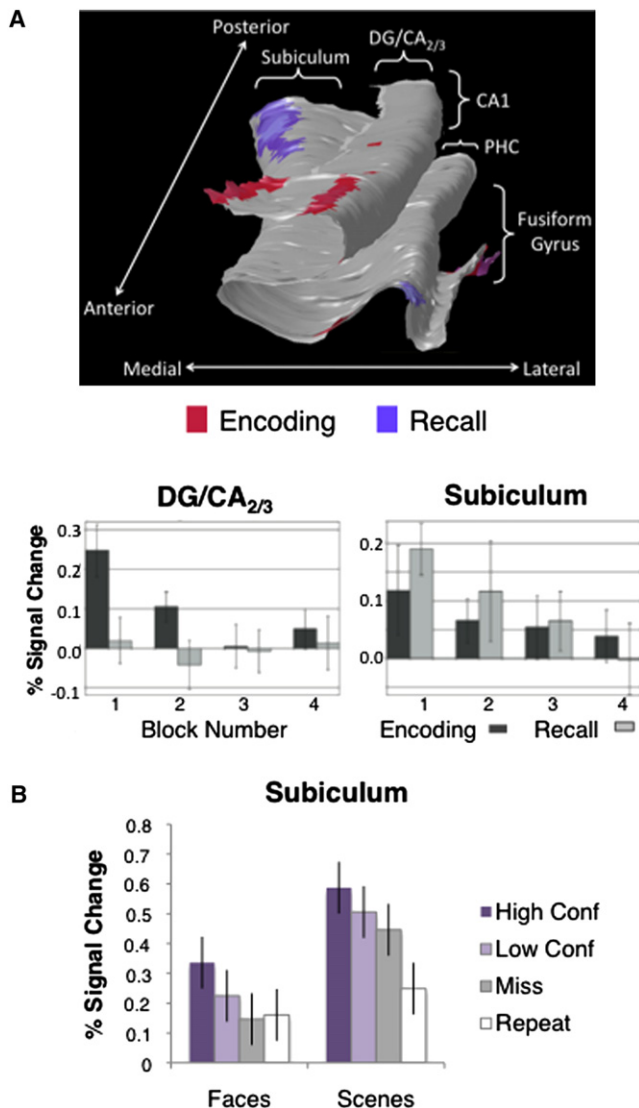 A
Posterior
DG/CA2/3
Subiculum
CA1
PHC
Fusiform
Gyrus
Anterior
Medial
Lateral
Encoding
Recall
DG/CA2/3
Subiculum
% Signal Change
0.3
0.2
0.1
0.0
-0.1
1 2 3 4
Block Number
0.2
0.1
0.0
1 2 3 4
Encoding
Recall
B
Subiculum
% Signal Change
0.8
0.7
0.6
0.5
0.4
0.3
0.2
0.1
0
Faces
Scenes
High Conf
Low Conf
Miss
Repeat